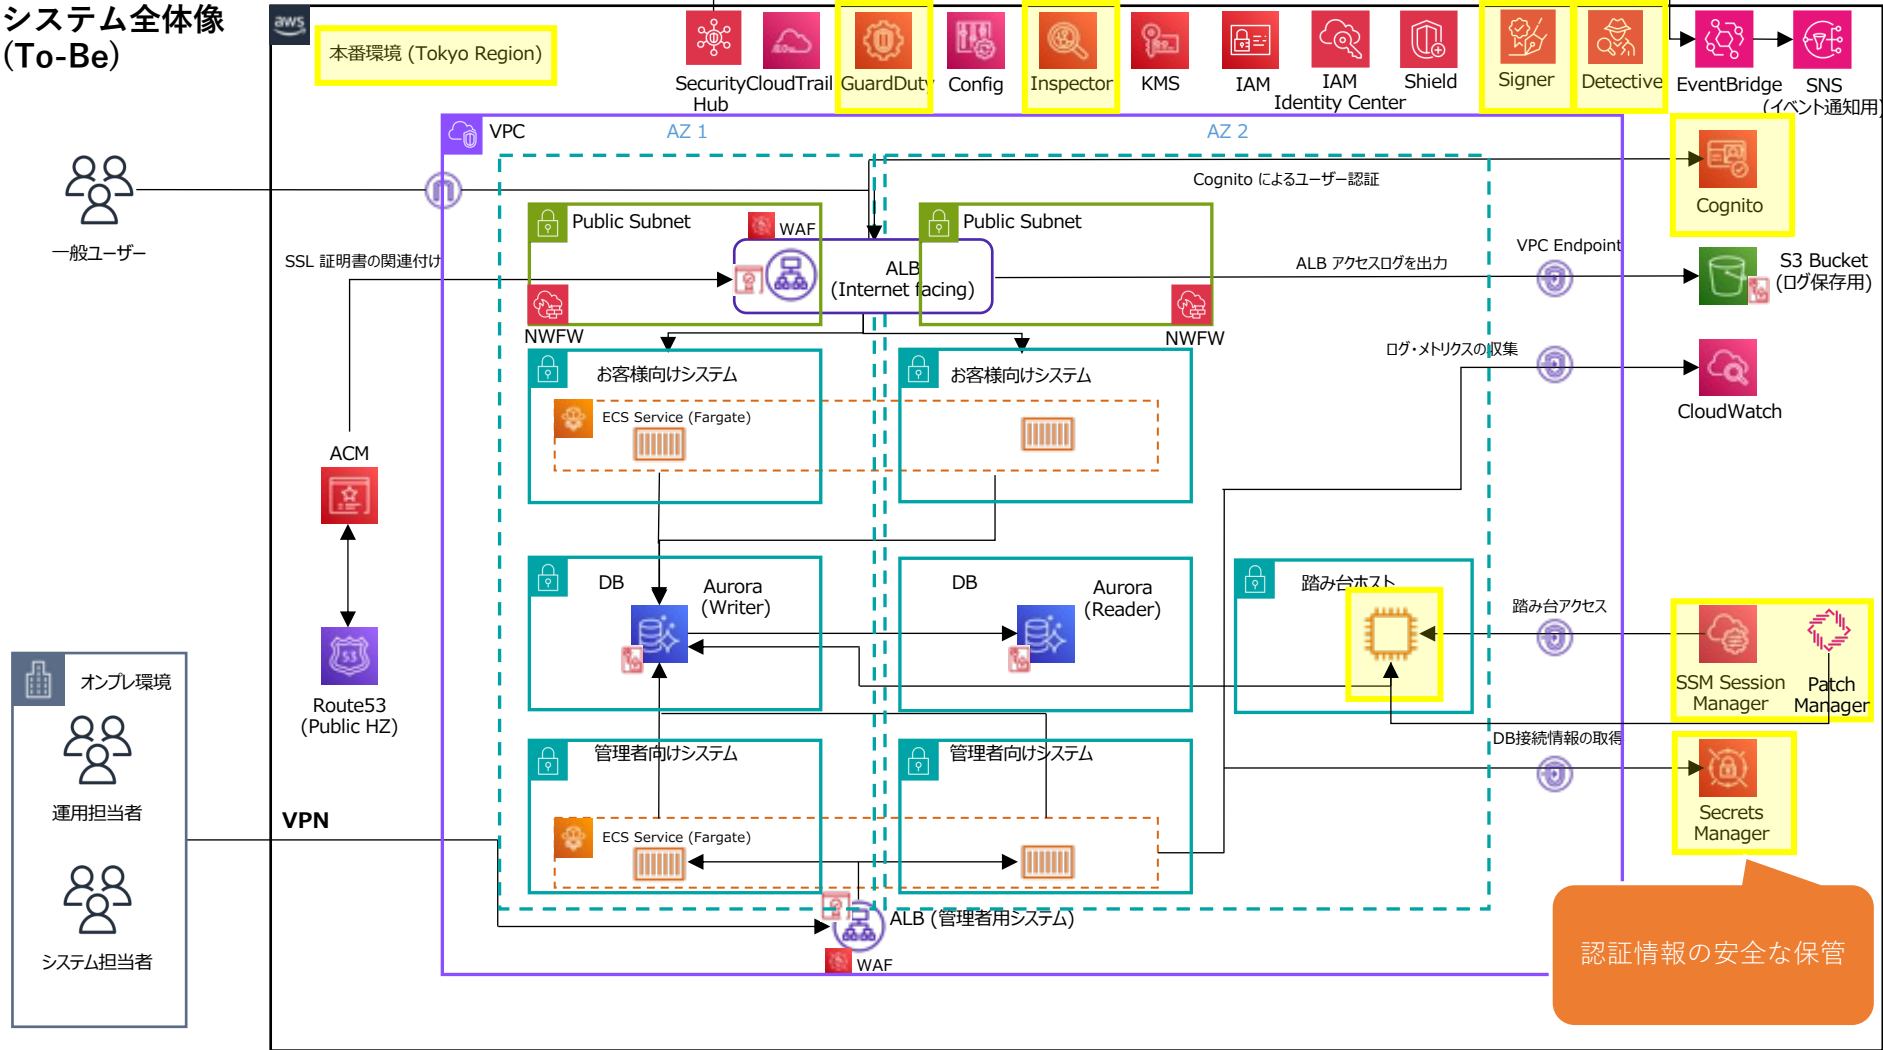 システム全体像
(To-Be)
aws
本番環境 (Tokyo Region)
Security
Hub
CloudTrail
GuardDuty
Config
Inspector
KMS
IAM
IAM
Identity Center
Shield
Signer
Detective
EventBridge
SNS
(イベント通知用)
VPC
AZ 1
AZ 2
一般ユーザー
Cognito によるユーザー認証
Cognito
Public Subnet
WAF
Public Subnet
SSL 証明書の関連付け
ALB
(Internet facing)
ALB アクセスログを出力
VPC Endpoint
S3 Bucket
(ログ保存用)
NWFW
NWFW
お客様向けシステム
お客様向けシステム
ログ・メトリクスの収集
CloudWatch
ECS Service (Fargate)
ACM
DB
Aurora
(Writer)
DB
Aurora
(Reader)
踏み台ホスト
踏み台アクセス
SSM Session
Manager
Patch
Manager
53
Route53
(Public HZ)
オンプレ環境
運用担当者
システム担当者
VPN
管理者向けシステム
管理者向けシステム
DB接続情報の取得
Secrets
Manager
ECS Service (Fargate)
ALB (管理者用システム)
WAF
認証情報の安全な保管